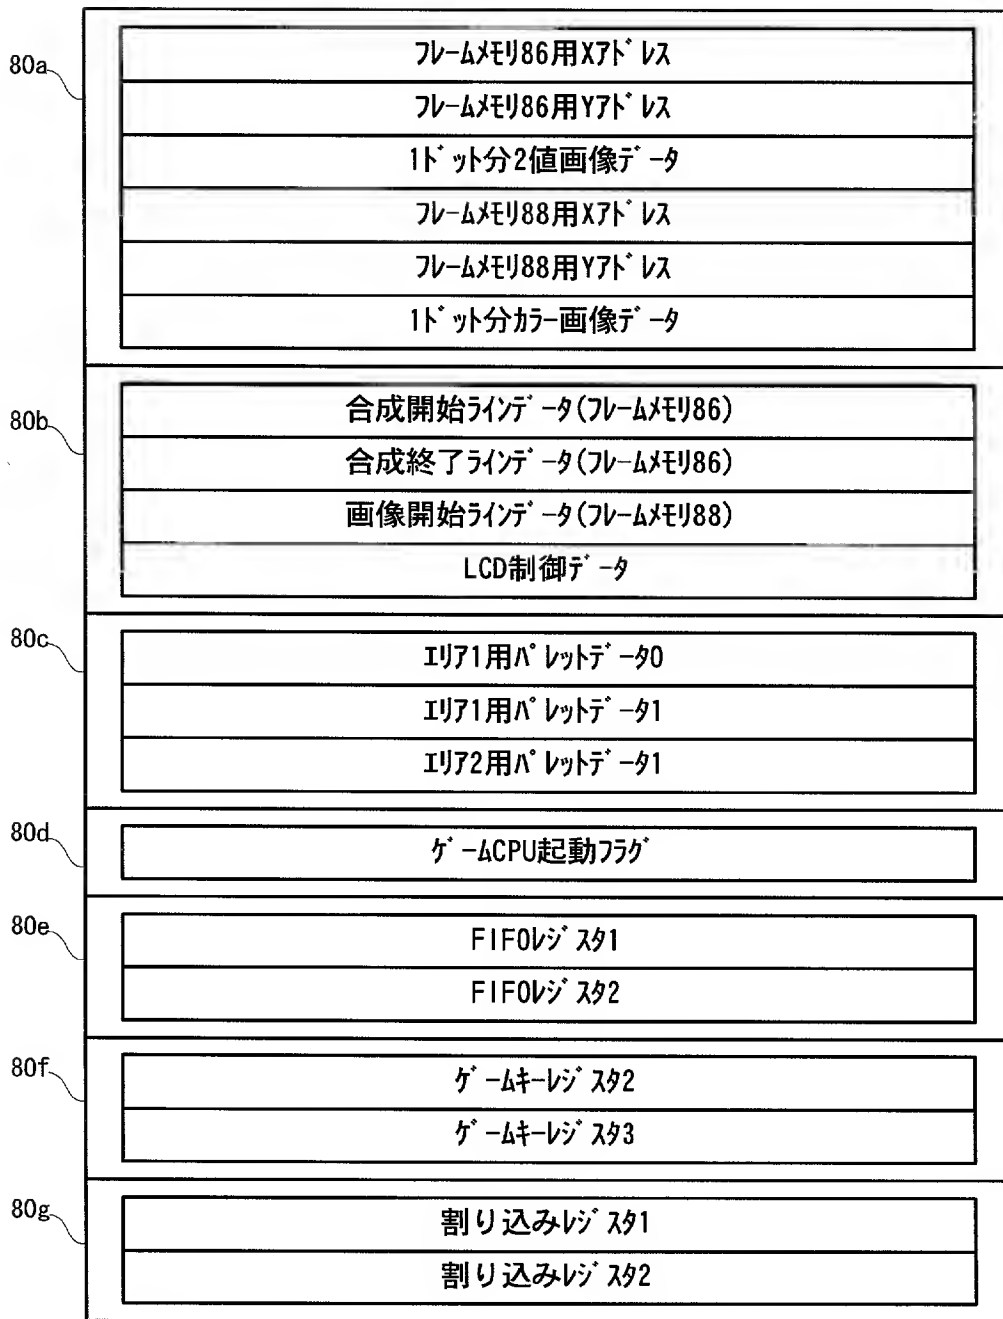 80a
ﾌﾚｰﾑﾒﾓﾘ86用Xｱﾄﾞﾚｽ
ﾌﾚｰﾑﾒﾓﾘ86用Yｱﾄﾞﾚｽ
1ﾄﾞｯﾄ分2値画像ﾃﾞｰﾀ
ﾌﾚｰﾑﾒﾓﾘ88用Xｱﾄﾞﾚｽ
ﾌﾚｰﾑﾒﾓﾘ88用Yｱﾄﾞﾚｽ
1ﾄﾞｯﾄ分ｶﾗｰ画像ﾃﾞｰﾀ
80b
合成開始ﾗｲﾝﾃﾞｰﾀ(ﾌﾚｰﾑﾒﾓﾘ86)
合成終了ﾗｲﾝﾃﾞｰﾀ(ﾌﾚｰﾑﾒﾓﾘ86)
画像開始ﾗｲﾝﾃﾞｰﾀ(ﾌﾚｰﾑﾒﾓﾘ88)
LCD制御ﾃﾞｰﾀ
80c
ｴﾘｱ1用ﾊﾟﾚｯﾄﾃﾞｰﾀ0
ｴﾘｱ1用ﾊﾟﾚｯﾄﾃﾞｰﾀ1
ｴﾘｱ2用ﾊﾟﾚｯﾄﾃﾞｰﾀ1
80d
ｹﾞｰﾑCPU起動ﾌﾗｸﾞ
80e
FIFOﾚｼﾞｽﾀ1
FIFOﾚｼﾞｽﾀ2
80f
ｹﾞｰﾑｷｰﾚｼﾞｽﾀ2
ｹﾞｰﾑｷｰﾚｼﾞｽﾀ3
80g
割り込みﾚｼﾞｽﾀ1
割り込みﾚｼﾞｽﾀ2